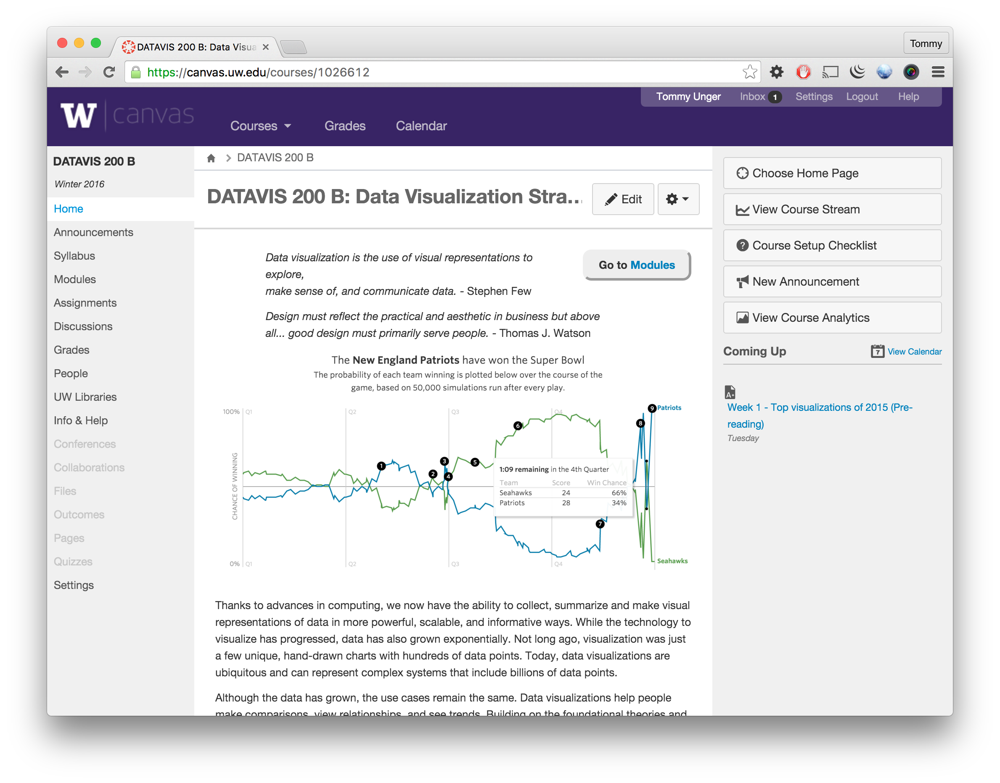 DATAVIS 200 B: Data Visua
Tommy
https://canvas.uw.edu/courses/1026612
Tommy Unger Inbox 1 Settings Logout Help
W canvas
Courses Grades Calendar
DATAVIS 200 B
Winter 2016
Home
Announcements
Syllabus
Modules
Assignments
Discussions
Grades
People
UW Libraries
Info & Help
Conferences
Collaborations
Files
Outcomes
Pages
Quizzes
Settings
DATAVIS 200 B
DATAVIS 200 B: Data Visualization Stra...
Edit
Data visualization is the use of visual representations to
explore,
make sense of, and communicate data. - Stephen Few
Go to Modules
Design must reflect the practical and aesthetic in business but above
all... good design must primarily serve people. - Thomas J. Watson
The New England Patriots have won the Super Bowl
The probability of each team winning is plotted below over the course of the
game, based on 50,000 simulations run after every play.
100% Q1 Q2 Q3 Q4
9 Patriots
8
6
CHANCE OF WINNING
1
2
3
4
5
7
1:09 remaining in the 4th Quarter
Team Score Win Chance
Seahawks 24 66%
Patriots 28 34%
Seahawks
0% Q1 Q2 Q3 Q4
Thanks to advances in computing, we now have the ability to collect, summarize and make visual
representations of data in more powerful, scalable, and informative ways. While the technology to
visualize has progressed, data has also grown exponentially. Not long ago, visualization was just
a few unique, hand-drawn charts with hundreds of data points. Today, data visualizations are
ubiquitous and can represent complex systems that include billions of data points.
Although the data has grown, the use cases remain the same. Data visualizations help people
make comparisons, view relationships, and see trends. Building on the foundational theories and
Choose Home Page
View Course Stream
Course Setup Checklist
New Announcement
View Course Analytics
Coming Up
7 View Calendar
A+
Week 1 - Top visualizations of 2015 (Pre-
reading)
Tuesday